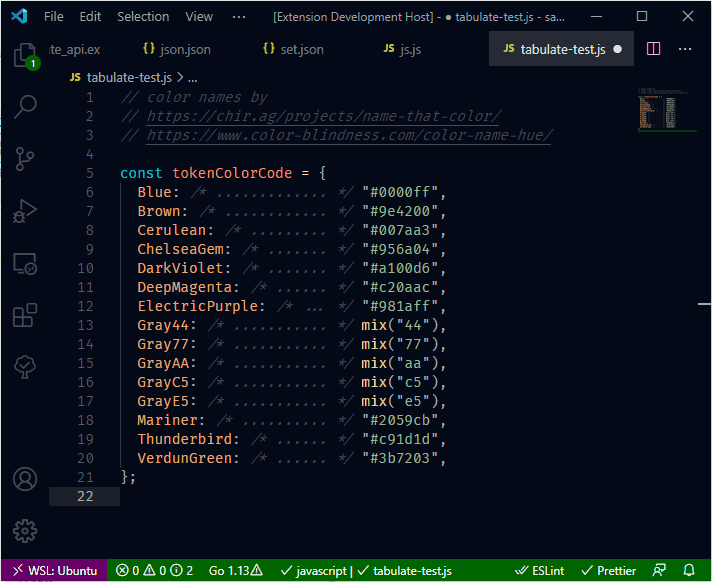 File Edit Selection View ··· [Extension Development Host] - ● tabulate-test.js - sa...
te_api.ex {} json.json {} set.json JS js.js JS tabulate-test.js ● ···
1
JS tabulate-test.js > ...
1 // color names by
2 // https://chir.ag/projects/name-that-color/
3 // https://www.color-blindness.com/color-name-hue/
4
5 const tokenColorCode = {
6 Blue: /* ............. */ "#0000ff",
7 Brown: /* ............ */ "#9e4200",
8 Cerulean: /* ......... */ "#007aa3",
9 ChelseaGem: /* ....... */ "#956a04",
10 DarkViolet: /* ....... */ "#a100d6",
11 DeepMagenta: /* ...... */ "#c20aac",
12 ElectricPurple: /* ... */ "#981aff",
13 Gray44: /* ........... */ mix("44"),
14 Gray77: /* ........... */ mix("77"),
15 GrayAA: /* ........... */ mix("aa"),
16 GrayC5: /* ........... */ mix("c5"),
17 GrayE5: /* ........... */ mix("e5"),
18 Mariner: /* .......... */ "#2059cb",
19 Thunderbird: /* ...... */ "#c91d1d",
20 VerdunGreen: /* ...... */ "#3b7203",
21 };
22
WSL: Ubuntu 0 0 2 Go 1.13 javascript | tabulate-test.js ESLint Prettier